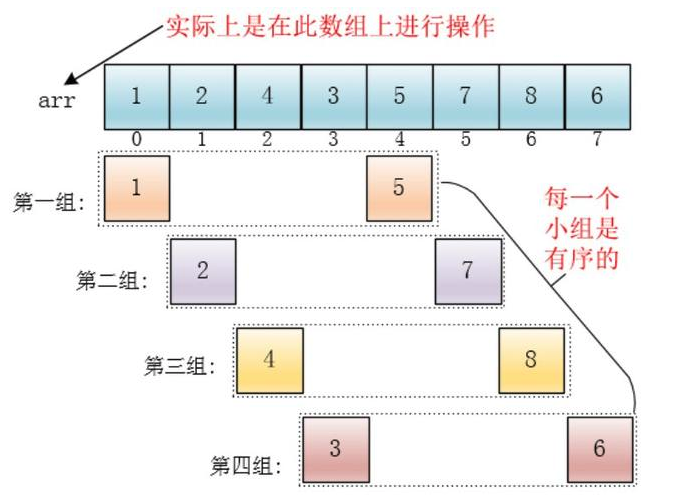 实际上是在此数组上进行操作
arr 1 2 4 3 5 7 8 6
0 1 2 3 4 5 6 7
第一组: 1 5
每一个
小组是
有序的
第二组: 2 7
第三组: 4 8
第四组: 3 6